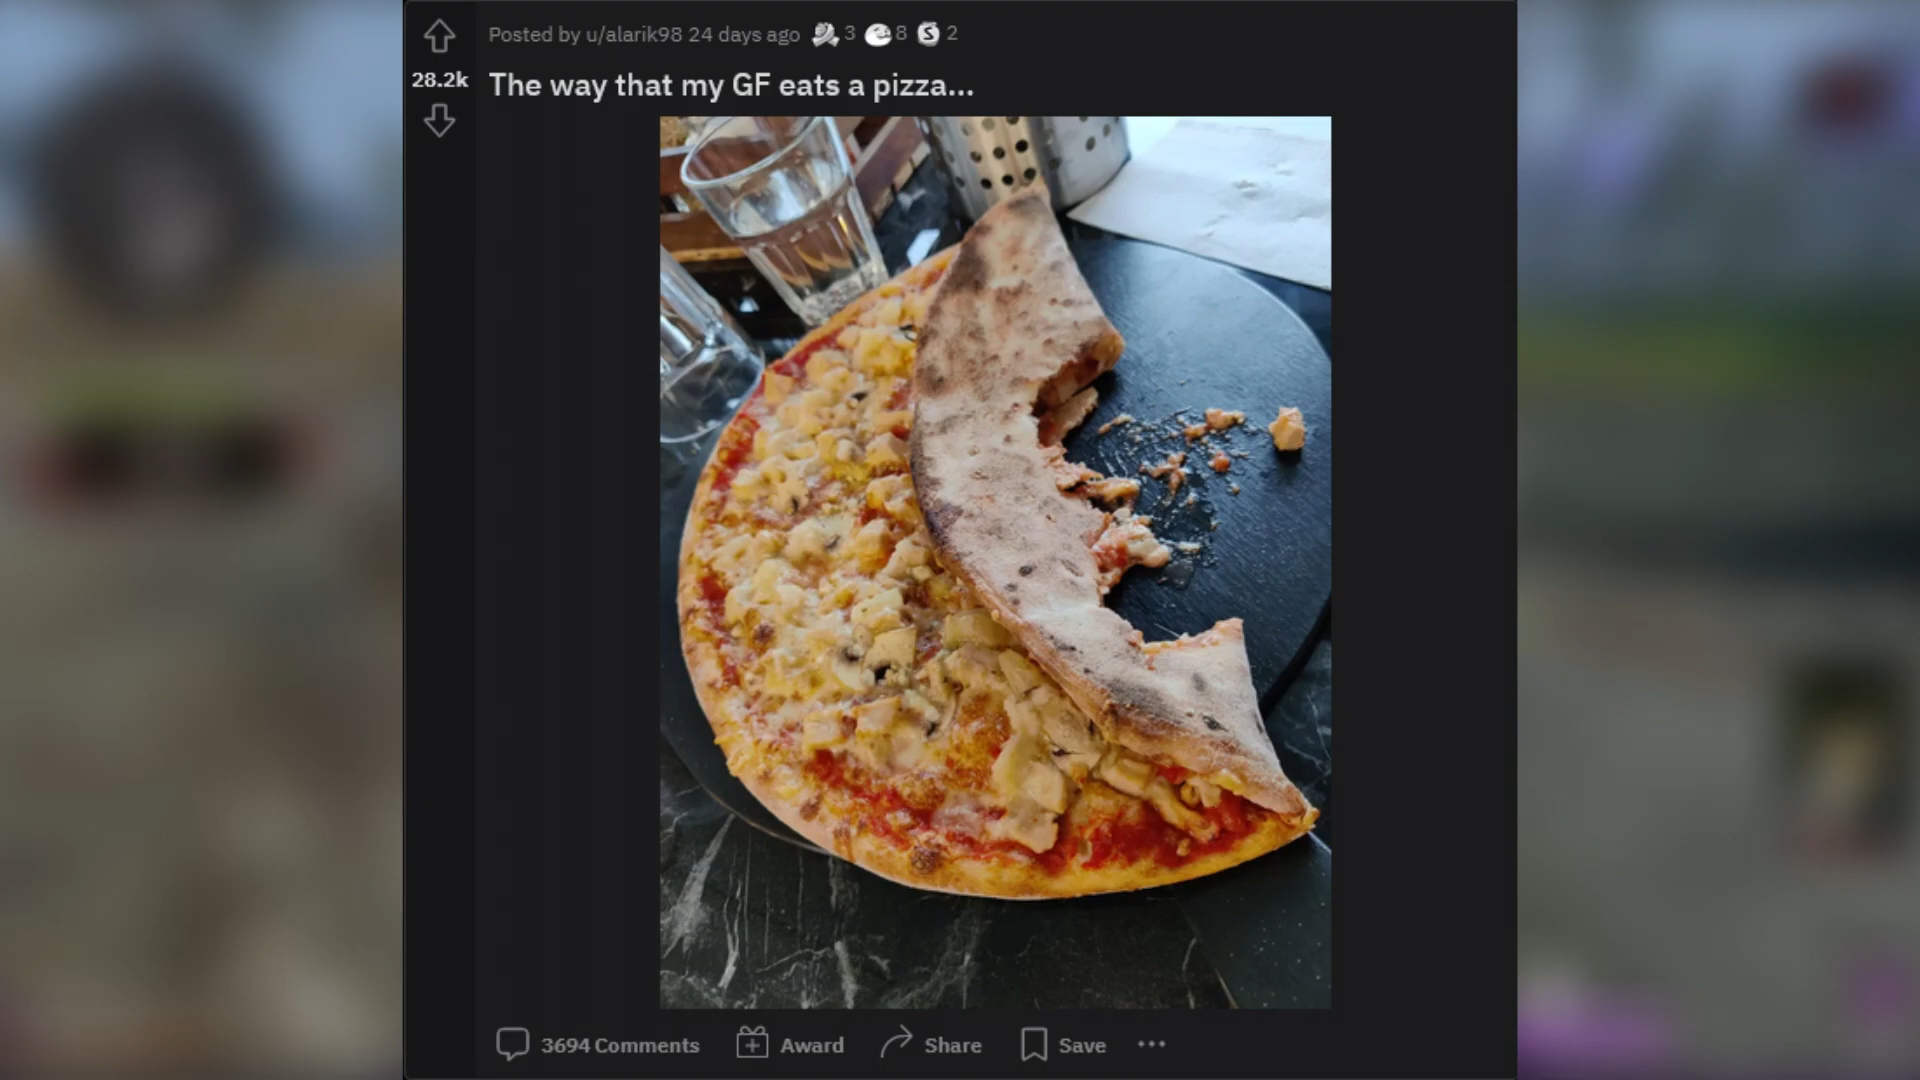 Posted by u/alarik98 24 days ago 3 8 S 2
28.2k
The way that my GF eats a pizza...
3694 Comments Award Share Save